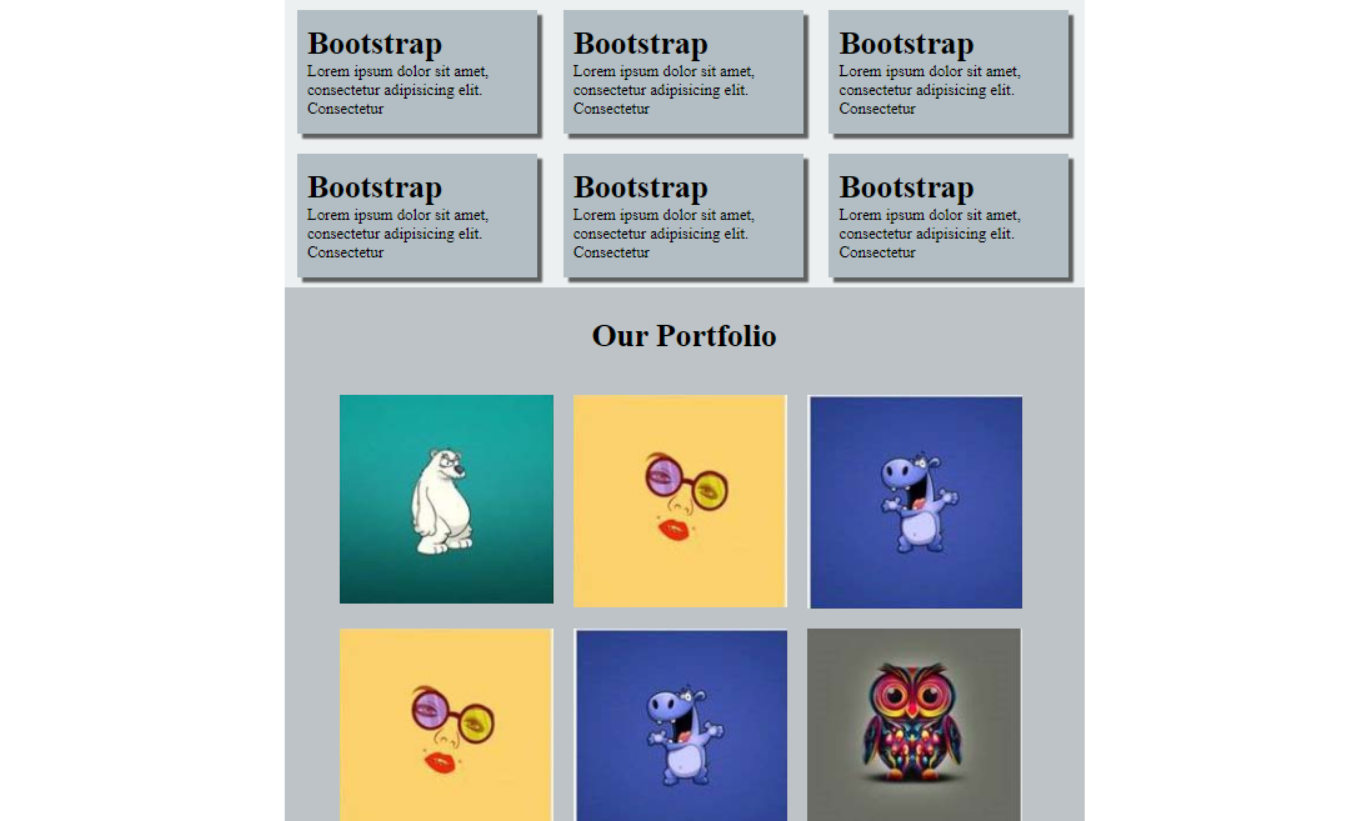 Bootstrap
Lorem ipsum dolor sit amet,
consectetur adipisicing elit.
Consectetur
Bootstrap
Lorem ipsum dolor sit amet,
consectetur adipisicing elit.
Consectetur
Bootstrap
Lorem ipsum dolor sit amet,
consectetur adipisicing elit.
Consectetur
Bootstrap
Lorem ipsum dolor sit amet,
consectetur adipisicing elit.
Consectetur
Bootstrap
Lorem ipsum dolor sit amet,
consectetur adipisicing elit.
Consectetur
Bootstrap
Lorem ipsum dolor sit amet,
consectetur adipisicing elit.
Consectetur
Our Portfolio